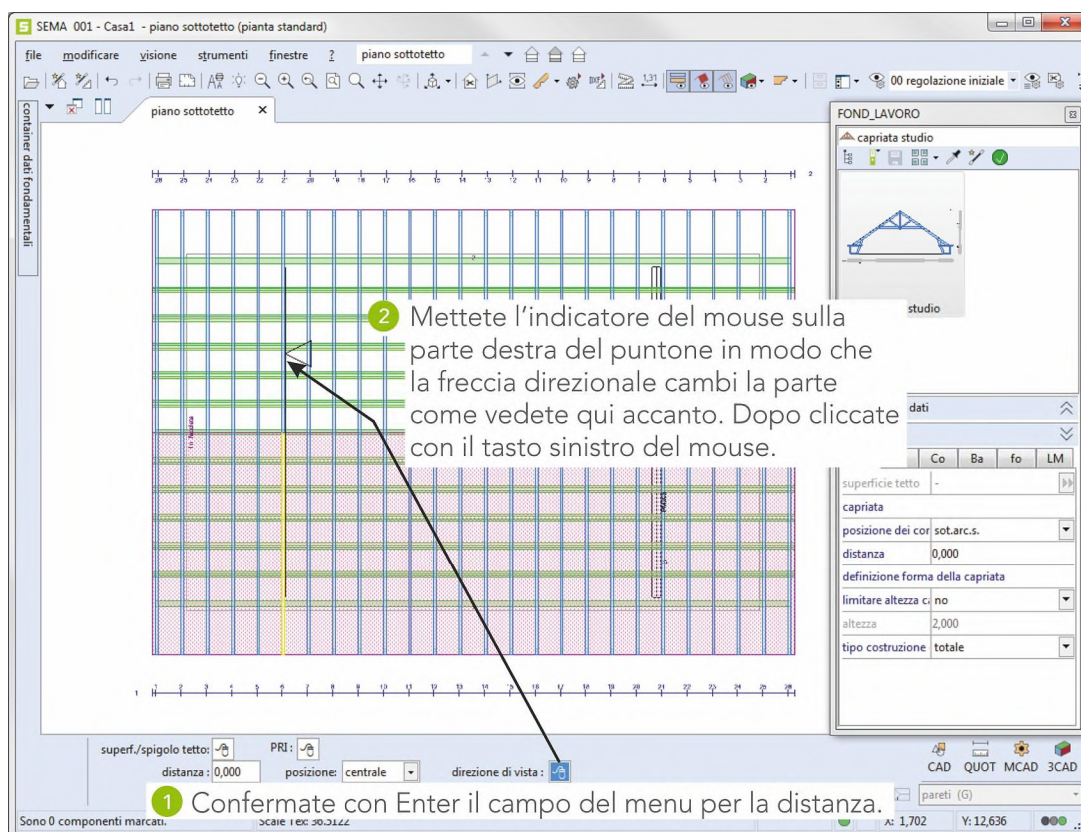 SEMA 001 - Casa1 - piano sottotetto (pianta standard)
file modificare visione strumenti finestre ? piano sottotetto
1,31 00 regolazione iniziale
container dati fondamentali
piano sottotetto
FOND_LAVORO
capriata studio
studio
2 Mettete l'indicatore del mouse sulla
parte destra del puntone in modo che
la freccia direzionale cambi la parte
come vedete qui accanto. Dopo cliccate
con il tasto sinistro del mouse.
dati
Co Ba fo LM
superficie tetto -
capriata
posizione dei cor sot.arc.s.
distanza 0,000
definizione forma della capriata
limitare altezza c no
altezza 2,000
tipo costruzione totale
superf./spigolo tetto: PRI:
distanza : 0,000 posizione: centrale direzione di vista :
CAD QUOT MCAD 3CAD
1 Confermate con Enter il campo del menu per la distanza.
pareti (G)
Sono 0 componenti marcati. X: 1,702 Y: 12,636